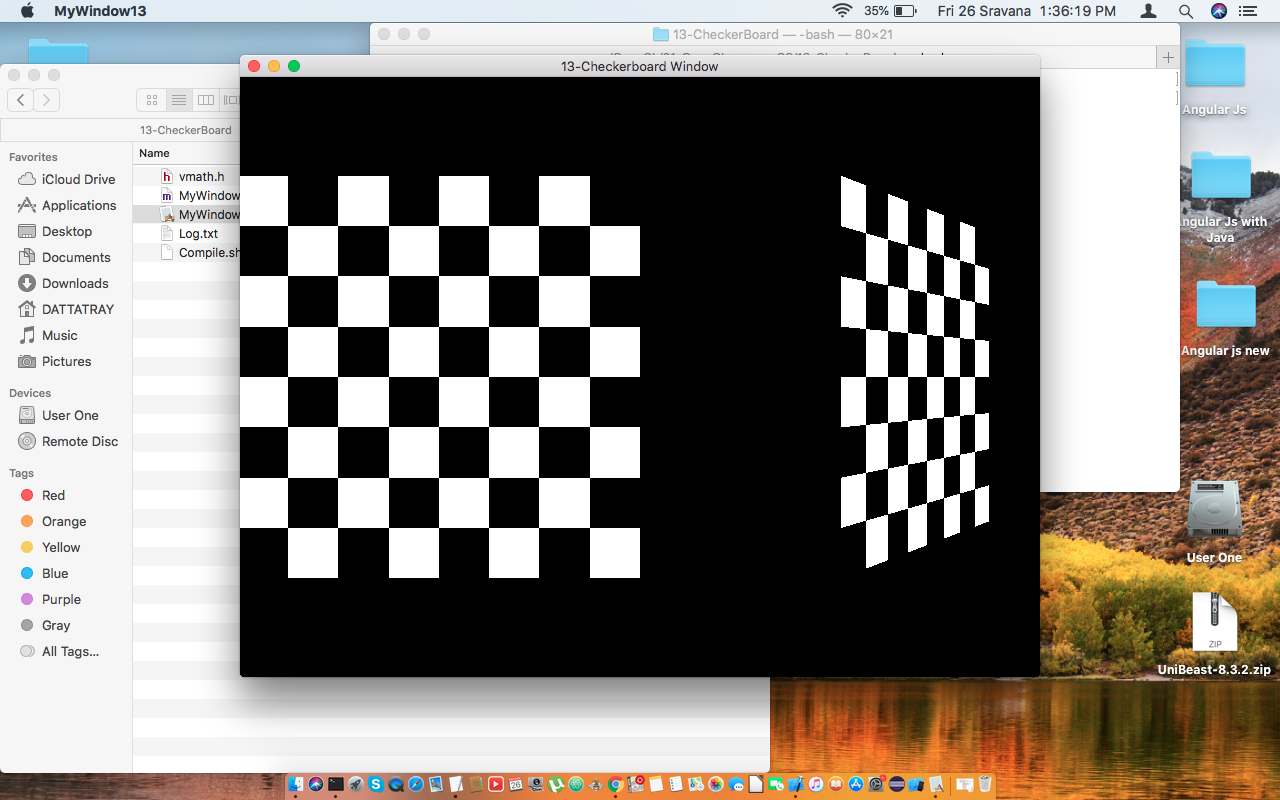 MyWindow13
35%
Fri 26 Sravana 1:36:19 PM
13-CheckerBoard — -bash — 80×21
13-Checkerboard Window
Angular Js
Angular Js with
Java
Angular js new
User One
ZIP
UniBeast-8.3.2.zip
13-CheckerBoard
Favorites
iCloud Drive
Applications
Desktop
Documents
Downloads
DATTATRAY
Music
Pictures
Devices
User One
Remote Disc
Tags
Red
Orange
Yellow
Blue
Purple
Gray
All Tags...
Name
vmath.h
MyWindow
MyWindow
Log.txt
Compile.sh